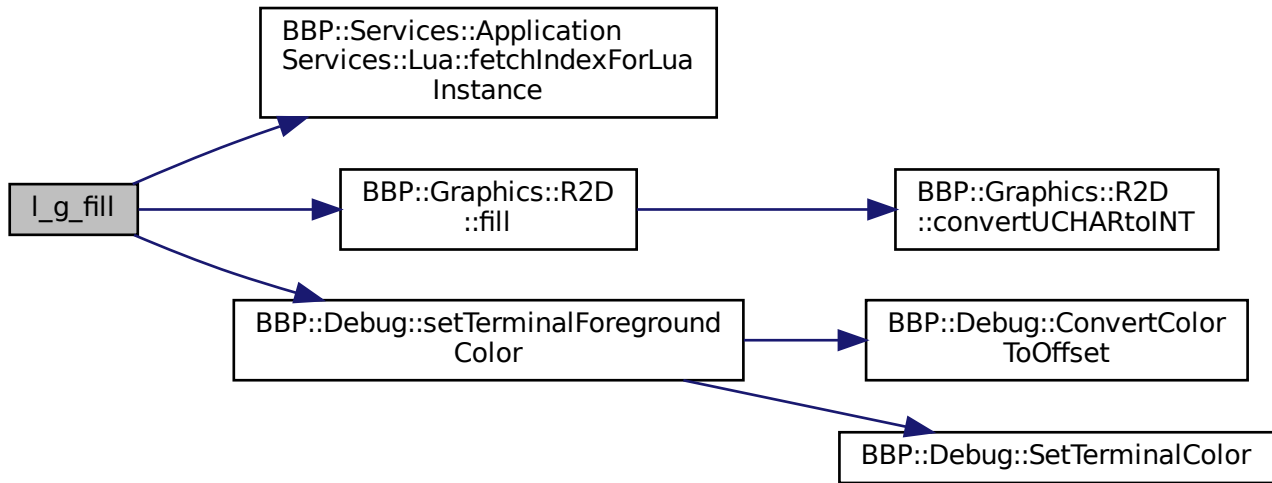 BBP::Services::Application
Services::Lua::fetchIndexForLua
Instance
l_g_fill
BBP::Graphics::R2D
::fill
BBP::Graphics::R2D
::convertUCHARtoINT
BBP::Debug::setTerminalForeground
Color
BBP::Debug::ConvertColor
ToOffset
BBP::Debug::SetTerminalColor